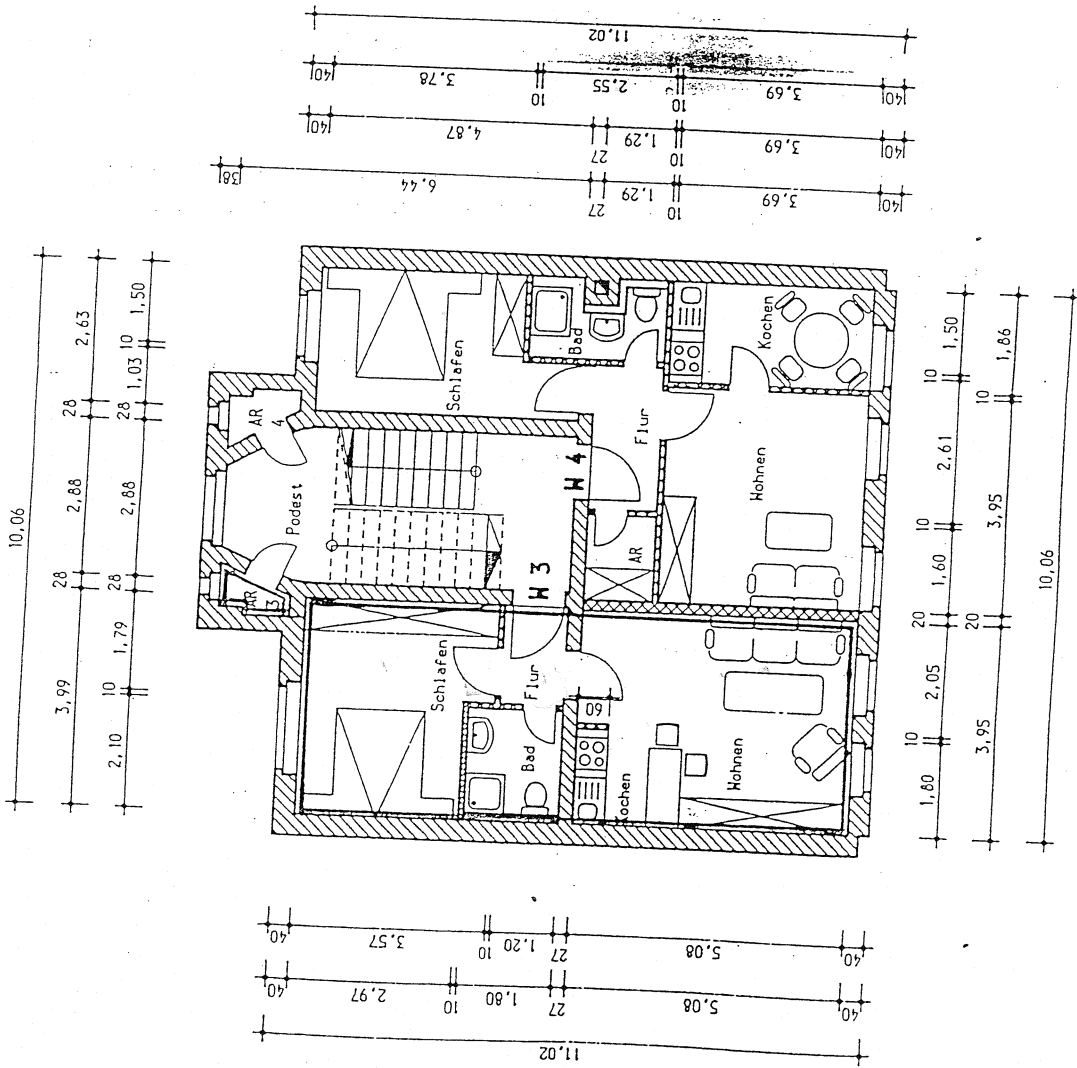 11,02
40 3,78 10 2,55 10 3,69 40
40 4,87 27 1,29 10 3,69 40
38 6,44 27 1,29 10 3,69 40
10,06
2,63 28 2,88 28 3,99
1,50 10 1,03 28 2,88 28 1,79 10 2,10
Schlafen
Bad
Kochen
AR
4
Flur
Podest
W 4
Wohnen
AR
AR
3
W 3
Schlafen
Flur
60
Bad
Kochen
Wohnen
1,50 10 2,61 10 1,60 20 2,05 10 1,80
1,86 10 3,95 20 3,95
10,06
40 3,57 10 1,20 27 5,08 40
40 2,97 10 1,80 27 5,08 40
11,02